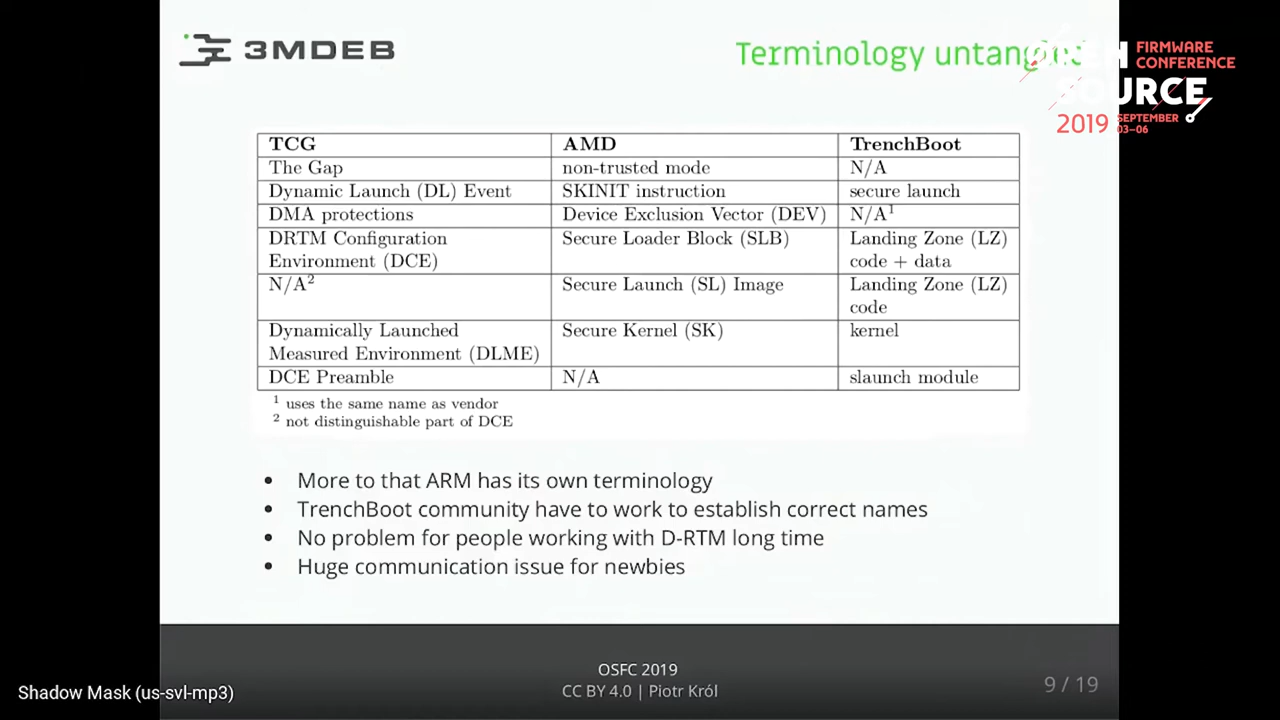 3MDEB
Terminology
FIRMWARE
CONFERENCE
SOURCE
2019 SEPTEMBER
03–06
TCG AMD TrenchBoot
The Gap non-trusted mode N/A
Dynamic Launch (DL) Event SKINIT instruction secure launch
DMA protections Device Exclusion Vector (DEV) N/A1
DRTM Configuration Secure Loader Block (SLB) Landing Zone (LZ)
Environment (DCE) code + data
N/A2 Secure Launch (SL) Image Landing Zone (LZ)
code
Dynamically Launched Secure Kernel (SK) kernel
Measured Environment (DLME)
DCE Preamble N/A slaunch module
1 uses the same name as vendor
2 not distinguishable part of DCE
• More to that ARM has its own terminology
• TrenchBoot community have to work to establish correct names
• No problem for people working with D-RTM long time
• Huge communication issue for newbies
OSFC 2019
CC BY 4.0 | Piotr Król
9 / 19
Shadow Mask (us-svl-mp3)